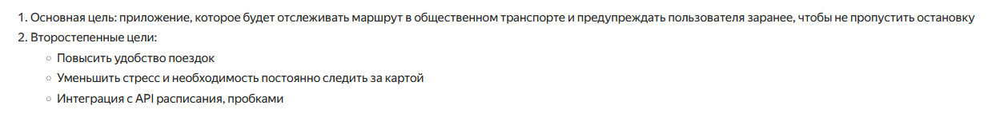 1. Основная цель: приложение, которое будет отслеживать маршрут в общественном транспорте и предупреждать пользователя заранее, чтобы не пропустить остановку
2. Второстепенные цели:
○ Повысить удобство поездок
○ Уменьшить стресс и необходимость постоянно следить за картой
○ Интеграция с API расписания, пробками